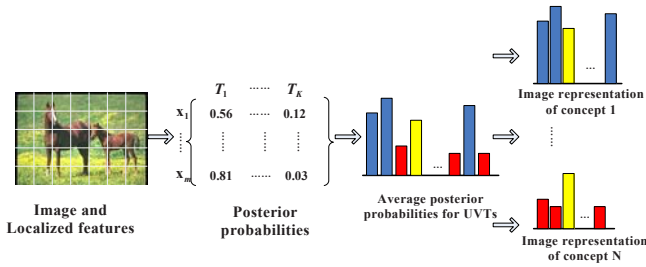 T1 ...... TK
x1 0.56 ...... 0.12
xm 0.81 ...... 0.03
Image and
Localized features
Posterior
probabilities
...
Average posterior
probabilities for UVTs
...
Image representation
of concept 1
...
Image representation
of concept N